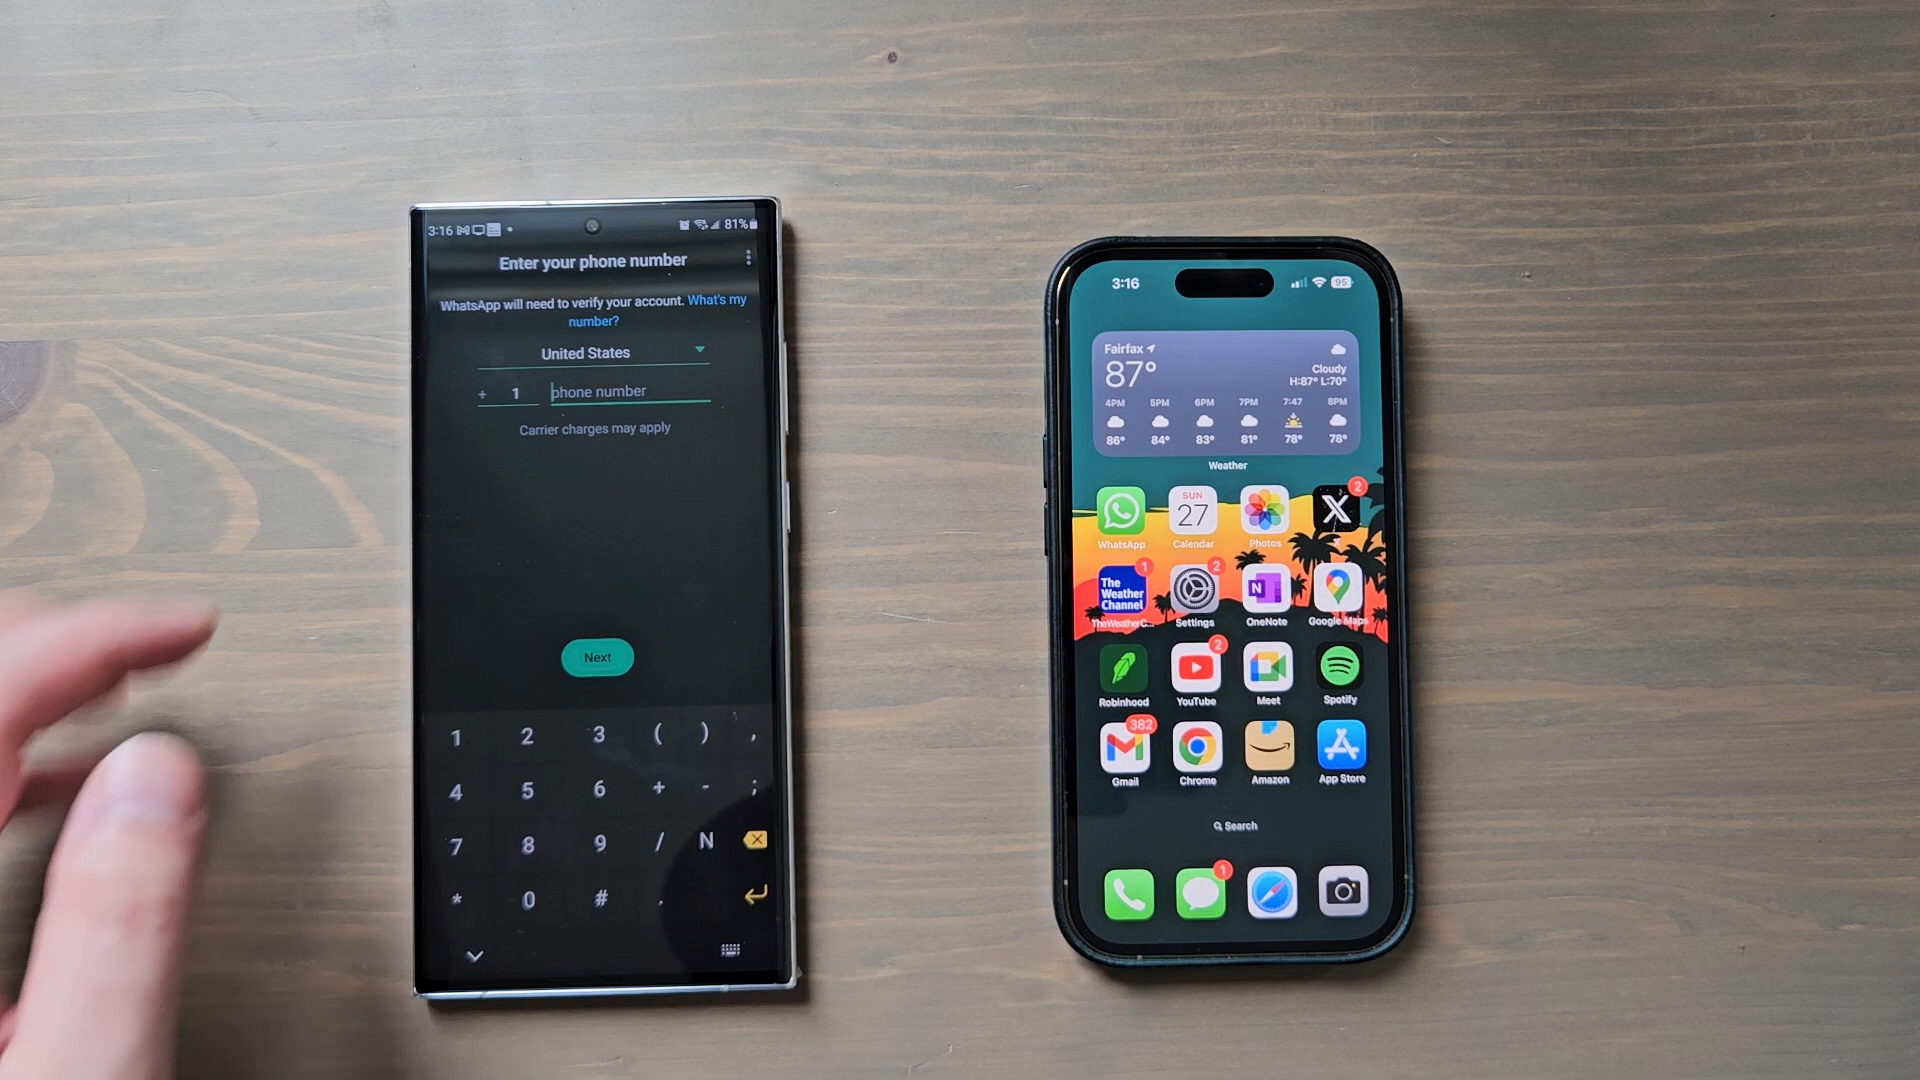 3:16
81%
Enter your phone number
WhatsApp will need to verify your account. What's my
number?
United States
+ 1 phone number
Carrier charges may apply
Next
1 2 3 ( ) ,
4 5 6 + - ;
7 8 9 / N
* 0 # .
3:16
95
Fairfax
87°
Cloudy
H:87° L:70°
4PM 5PM 6PM 7PM 7:47 8PM
86° 84° 83° 81° 78° 78°
Weather
SUN
27
2
WhatsApp Calendar Photos X
The
Weather
Channel
1
2
N
TheWeatherC... Settings OneNote Google Maps
2
Robinhood YouTube Meet Spotify
382
Gmail Chrome Amazon App Store
Search
1